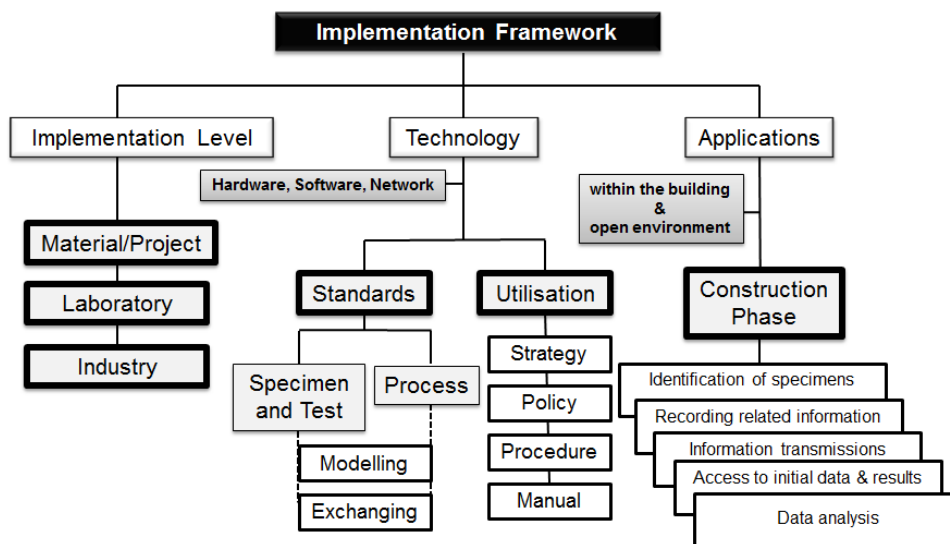 Implementation Framework
Implementation Level
Technology
Applications
Hardware, Software, Network
within the building
&
open environment
Material/Project
Laboratory
Industry
Standards
Utilisation
Construction
Phase
Specimen
and Test
Process
Modelling
Exchanging
Strategy
Policy
Procedure
Manual
Identification of specimens
Recording related information
Information transmissions
Access to initial data & results
Data analysis